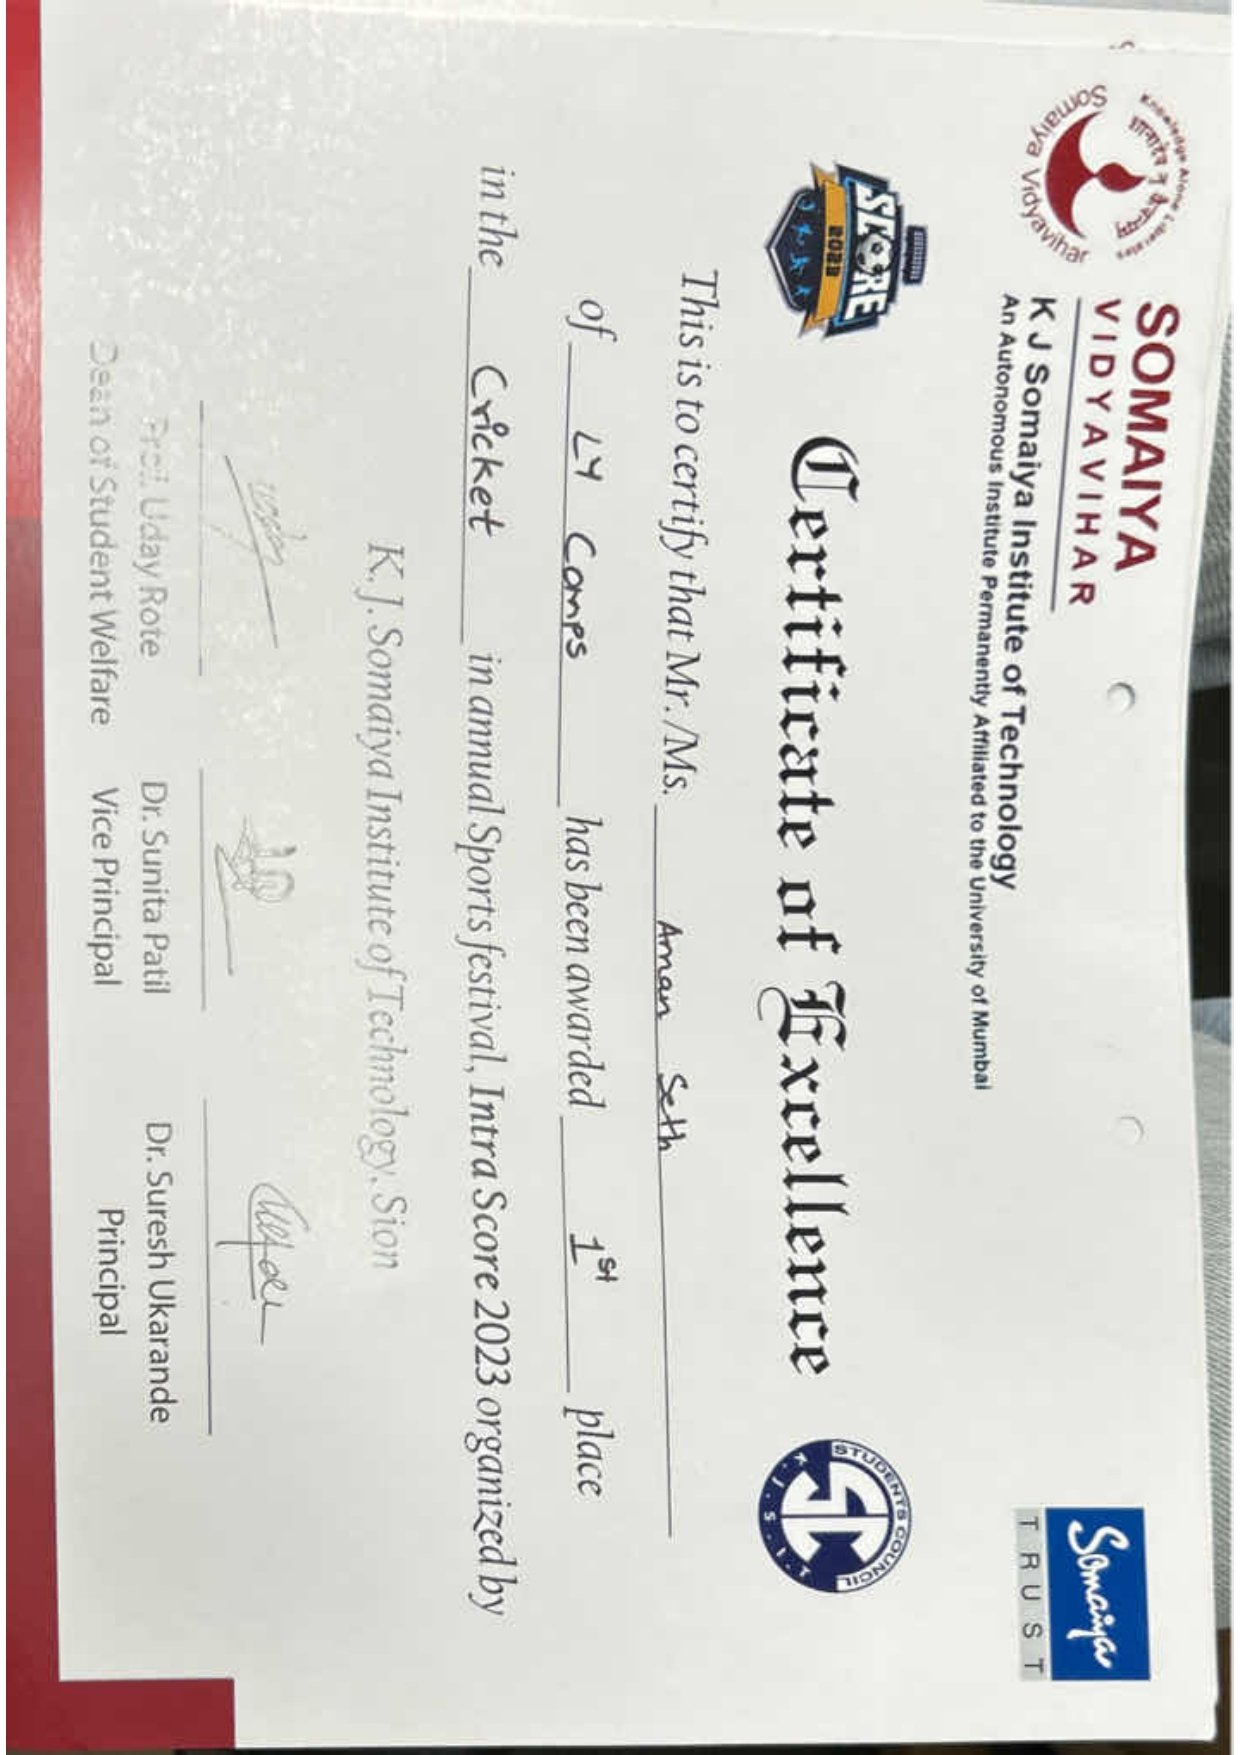 Knowledge Alone Liberates
ज्ञानादेव तु कैवल्यम्
Somaiya Vidyavihar
SOMAIYA
VIDYAVIHAR
K J Somaiya Institute of Technology
An Autonomous Institute Permanently Affiliated to the University of Mumbai
Somaiya
TRUST
SCORE
2023
Certificate of Excellence
STUDENTS COUNCIL
SC
K.J.S.I.T
This is to certify that Mr./Ms. Aman Seth
of LY Comps has been awarded 1st place
in the Cricket in annual Sports festival, Intra Score 2023 organized by
K. J. Somaiya Institute of Technology, Sion
Prof. Uday Rote
Dean of Student Welfare
Dr. Sunita Patil
Vice Principal
Dr. Suresh Ukarande
Principal